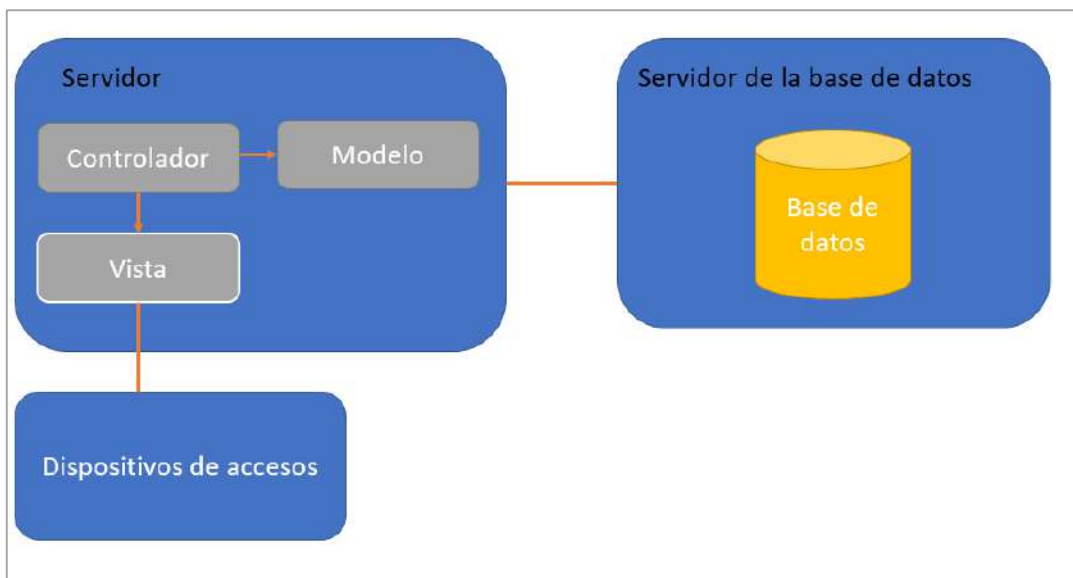 Servidor
Controlador
Modelo
Vista
Servidor de la base de datos
Base de
datos
Dispositivos de accesos